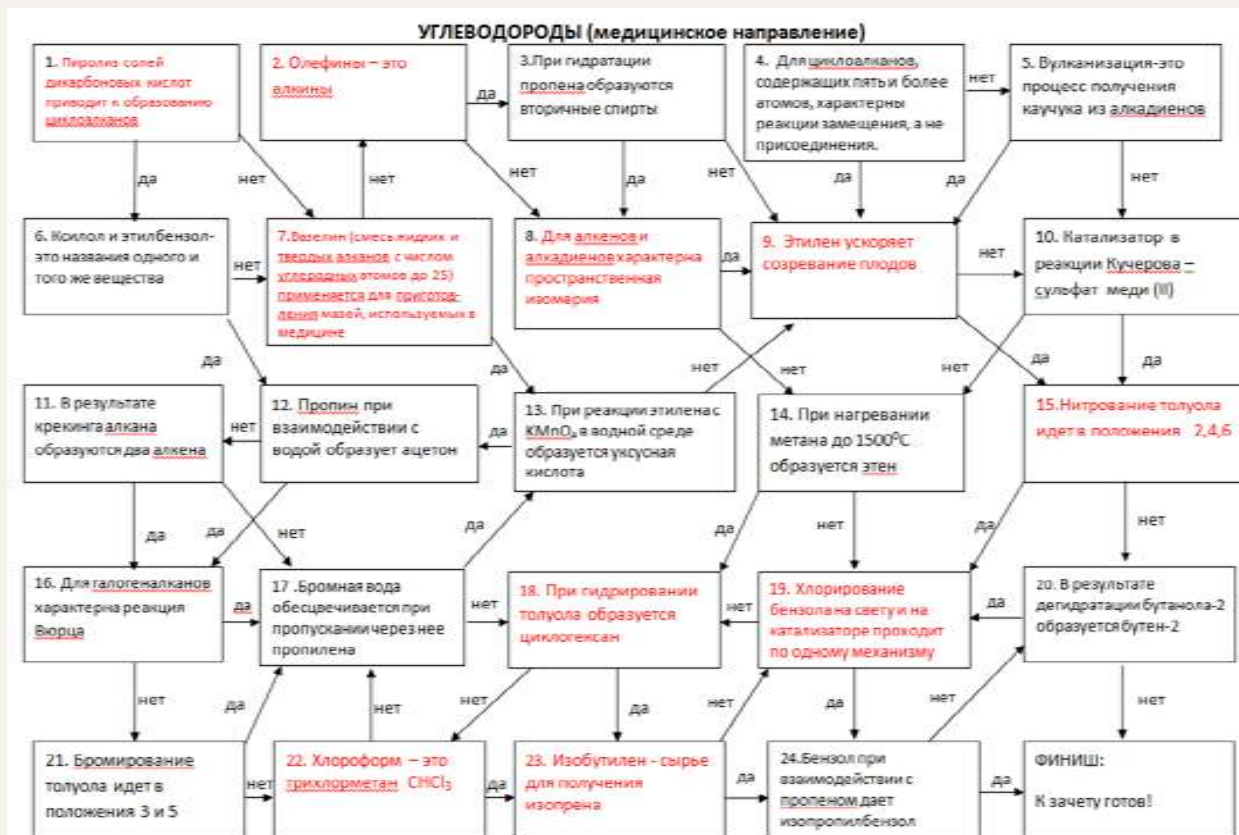 УГЛЕВОДОРОДЫ (медицинское направление)
1. Пиролиз солей
дикарбоновых кислот
приводит к образованию
циклоалканов
2. Олефины – это
алкины
3.При гидратации
пропена образуются
вторичные спирты
4. Для циклоалканов,
содержащих пять и более
атомов, характерны
реакции замещения, а не
присоединения.
5. Вулканизация-это
процесс получения
каучука из алкадиенов
да
нет
да
нет
нет
нет
да
нет
да
да
нет
6. Ксилол и этилбензол-
это названия одного и
того же вещества
7.Вазелин (смесь жидких и
твердых алканов с числом
углеродных атомов до 25)
применяется для приготов-
ления мазей, используемых в
медицине
8. Для алкенов и
алкадиенов характерна
пространственная
изомерия
9. Этилен ускоряет
созревание плодов
10. Катализатор в
реакции Кучерова –
сульфат меди (II)
нет
да
нет
да
да
нет
нет
да
нет
да
11. В результате
крекинга алкана
образуются два алкена
12. Пропин при
взаимодействии с
водой образует ацетон
13. При реакции этилена с
KMnO₄ в водной среде
образуется уксусная
кислота
14. При нагревании
метана до 1500⁰С
образуется этен
15.Нитрование толуола
идет в положения 2,4,6
нет
да
да
да
нет
да
да
нет
да
нет
16. Для галогеналканов
характерна реакция
Вюрца
17 .Бромная вода
обесцвечивается при
пропускании через нее
пропилена
18. При гидрировании
толуола образуется
циклогексан
19. Хлорирование
бензола на свету и на
катализаторе проходит
по одному механизму
20. В результате
дегидратации бутанола-2
образуется бутен-2
да
нет
нет
да
нет
да
нет
нет
да
нет
да
нет
нет
21. Бромирование
толуола идет в
положения 3 и 5
22. Хлороформ – это
трихлорметан CHCl₃
23. Изобутилен - сырье
для получения
изопрена
24.Бензол при
взаимодействии с
пропеном дает
изопропилбензол
ФИНИШ:
К зачету готов!
нет
да
да
да